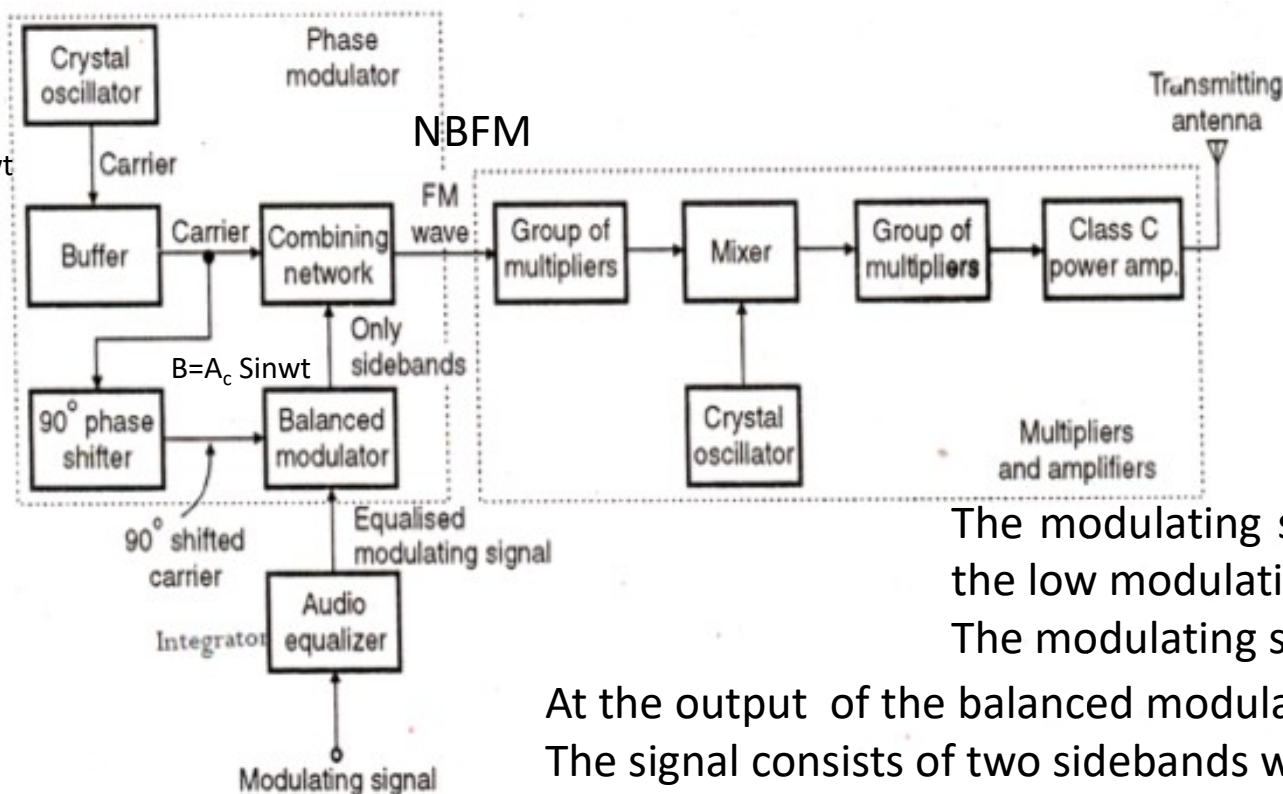 Crystal
oscillator
Phase
modulator
Transmitting
antenna
NBFM
Carrier
Buffer
Carrier
Combining
network
FM
wave
Group of
multipliers
Mixer
Group of
multipliers
Class C
power amp.
Only
sidebands
B=Ac Sinwt
90° phase
shifter
Balanced
modulator
Crystal
oscillator
Multipliers
and amplifiers
90° shifted
carrier
Equalised
modulating signal
Integrator
Audio
equalizer
Modulating signal
The modulating
the low
The modulating
At the output of the balanced
The signal consists of two sidebands